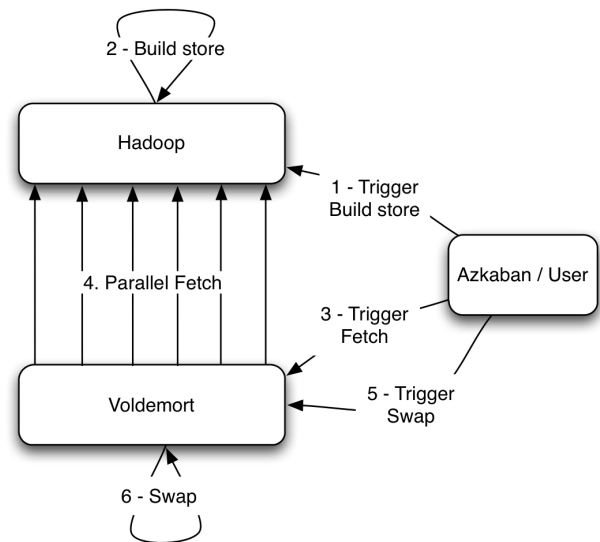 2 - Build store
Hadoop
1 - Trigger
Build store
Azkaban / User
4. Parallel Fetch
3 - Trigger
Fetch
Voldemort
5 - Trigger
Swap
6 - Swap